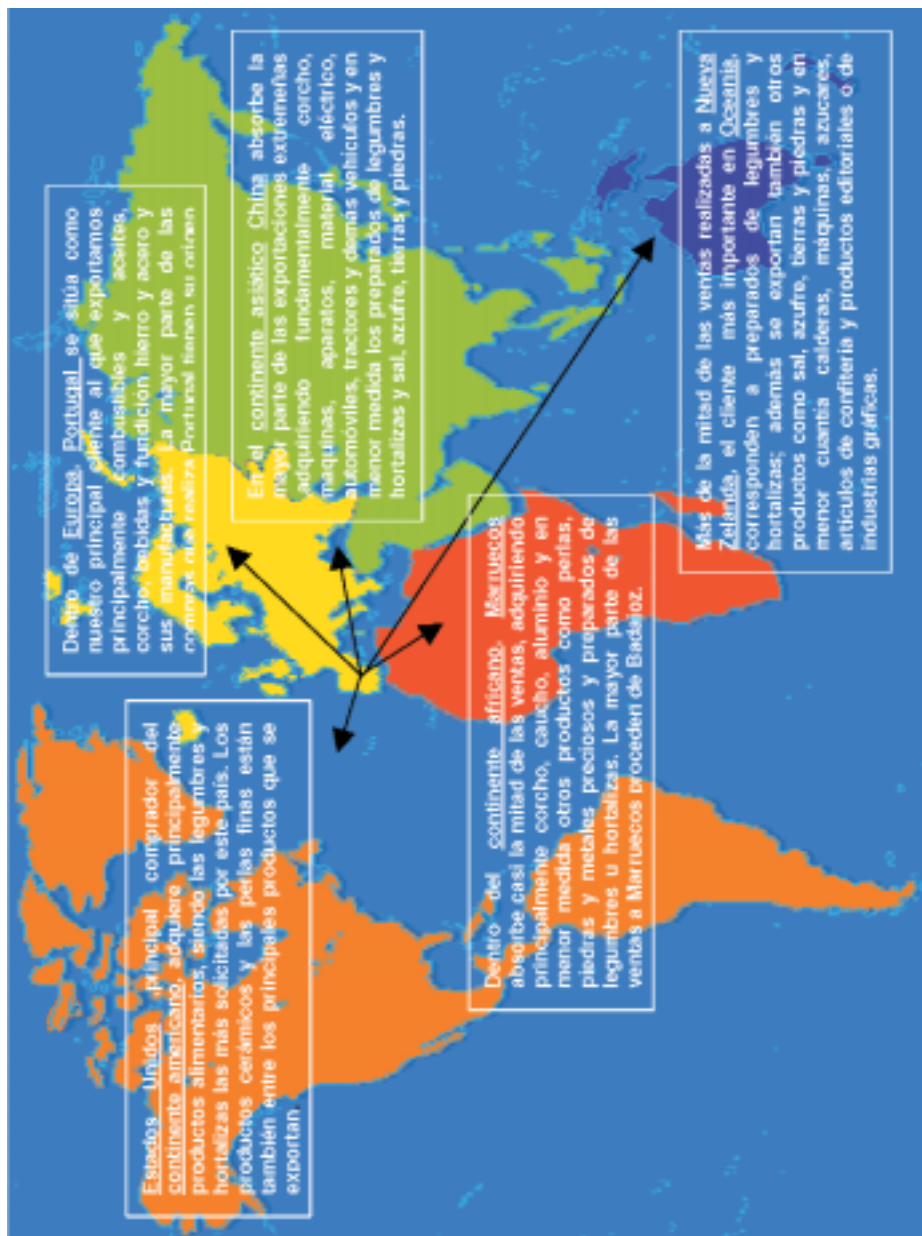 Estados Unidos, principal comprador del
continente americano, adquiere principalmente
productos alimentarios, siendo las legumbres y
hortalizas las más solicitadas por este país. Los
productos cerámicos y las perlas finas están
también entre los principales productos que se
exportan.
Dentro de Europa, Portugal se sitúa como
nuestro principal cliente al que exportamos
principalmente combustibles y aceites,
corcho, bebidas y fundición hierro y acero y
sus manufacturas. La mayor parte de las
compras que realiza Portugal tienen su origen
En el continente asiático China absorbe la
mayor parte de las exportaciones extremeñas
adquiriendo fundamentalmente corcho,
máquinas, aparatos, material eléctrico,
automóviles, tractores y demás vehículos y en
menor medida los preparados de legumbres y
hortalizas y sal, azufre, tierras y piedras.
Dentro del continente africano, Marruecos
absorbe casi la mitad de las ventas, adquiriendo
principalmente corcho, caucho, aluminio y en
menor medida otros productos como perlas,
piedras y metales preciosos y preparados de
legumbres u hortalizas. La mayor parte de las
ventas a Marruecos proceden de Badajoz.
Más de la mitad de las ventas realizadas a Nueva
Zelanda, el cliente más importante en Oceanía,
corresponden a preparados de legumbres y
hortalizas; además se exportan también otros
productos como sal, azufre, tierras y piedras y en
menor cuantía calderas, máquinas, azucares,
artículos de confitería y productos editoriales o de
industrias gráficas.